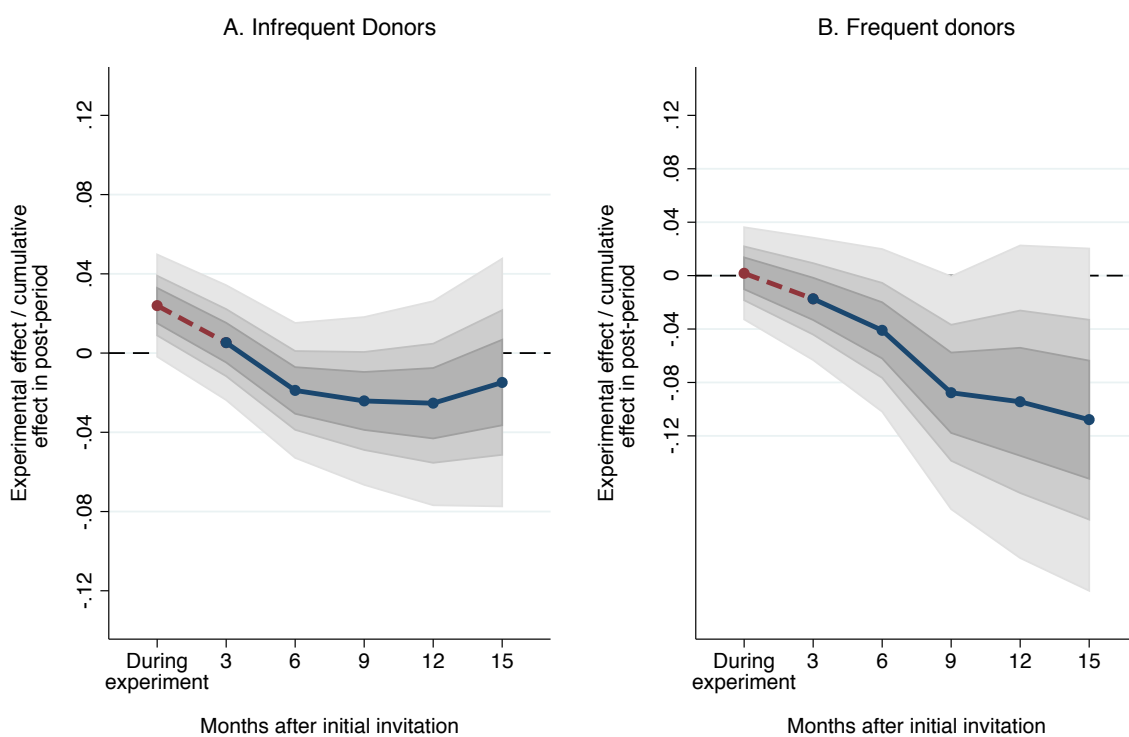 A. Infrequent Donors
Experimental effect / cumulative
effect in post-period
.12
.08
.04
0
-.04
-.08
-.12
During
experiment
3
6
9
12
15
Months after initial invitation
B. Frequent donors
Experimental effect / cumulative
effect in post-period
.12
.08
.04
0
-.04
-.08
-.12
During
experiment
3
6
9
12
15
Months after initial invitation